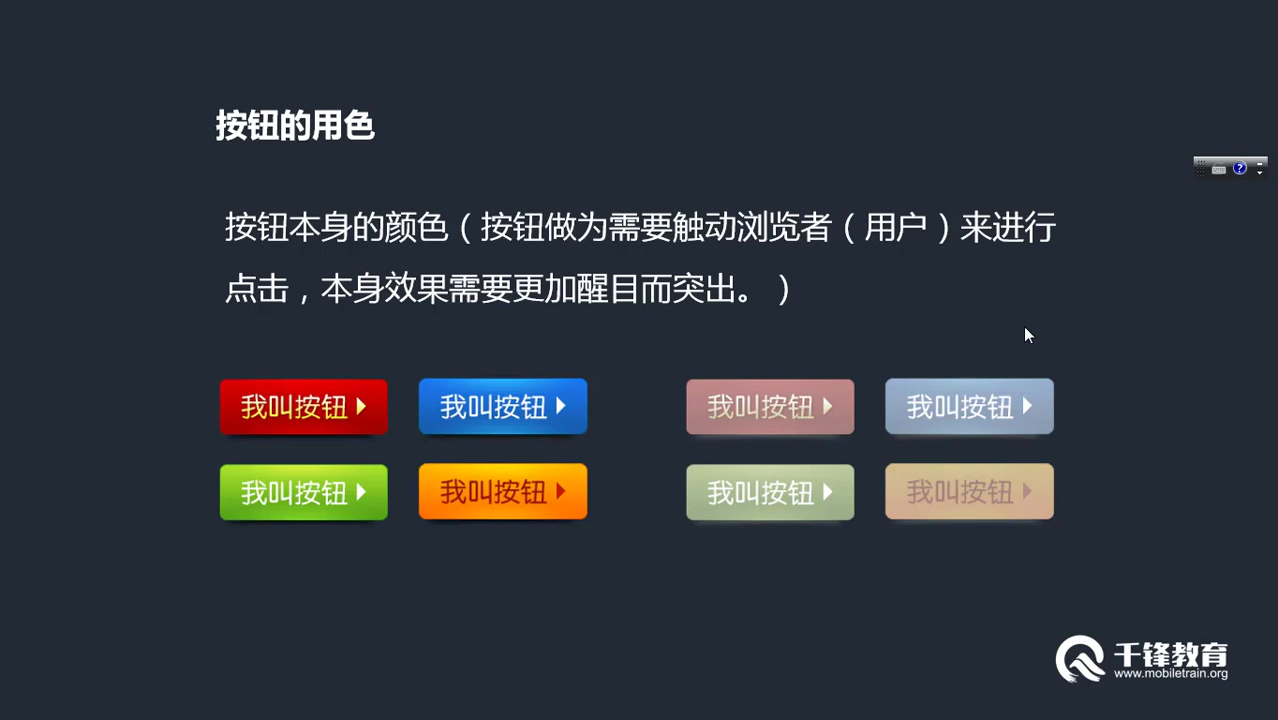 按钮的用色
按钮本身的颜色（按钮做为需要触动浏览者（用户）来进行
点击，本身效果需要更加醒目而突出。 ）
我叫按钮
我叫按钮
我叫按钮
我叫按钮
我叫按钮
我叫按钮
我叫按钮
我叫按钮
千锋教育
www.mobiletrain.org